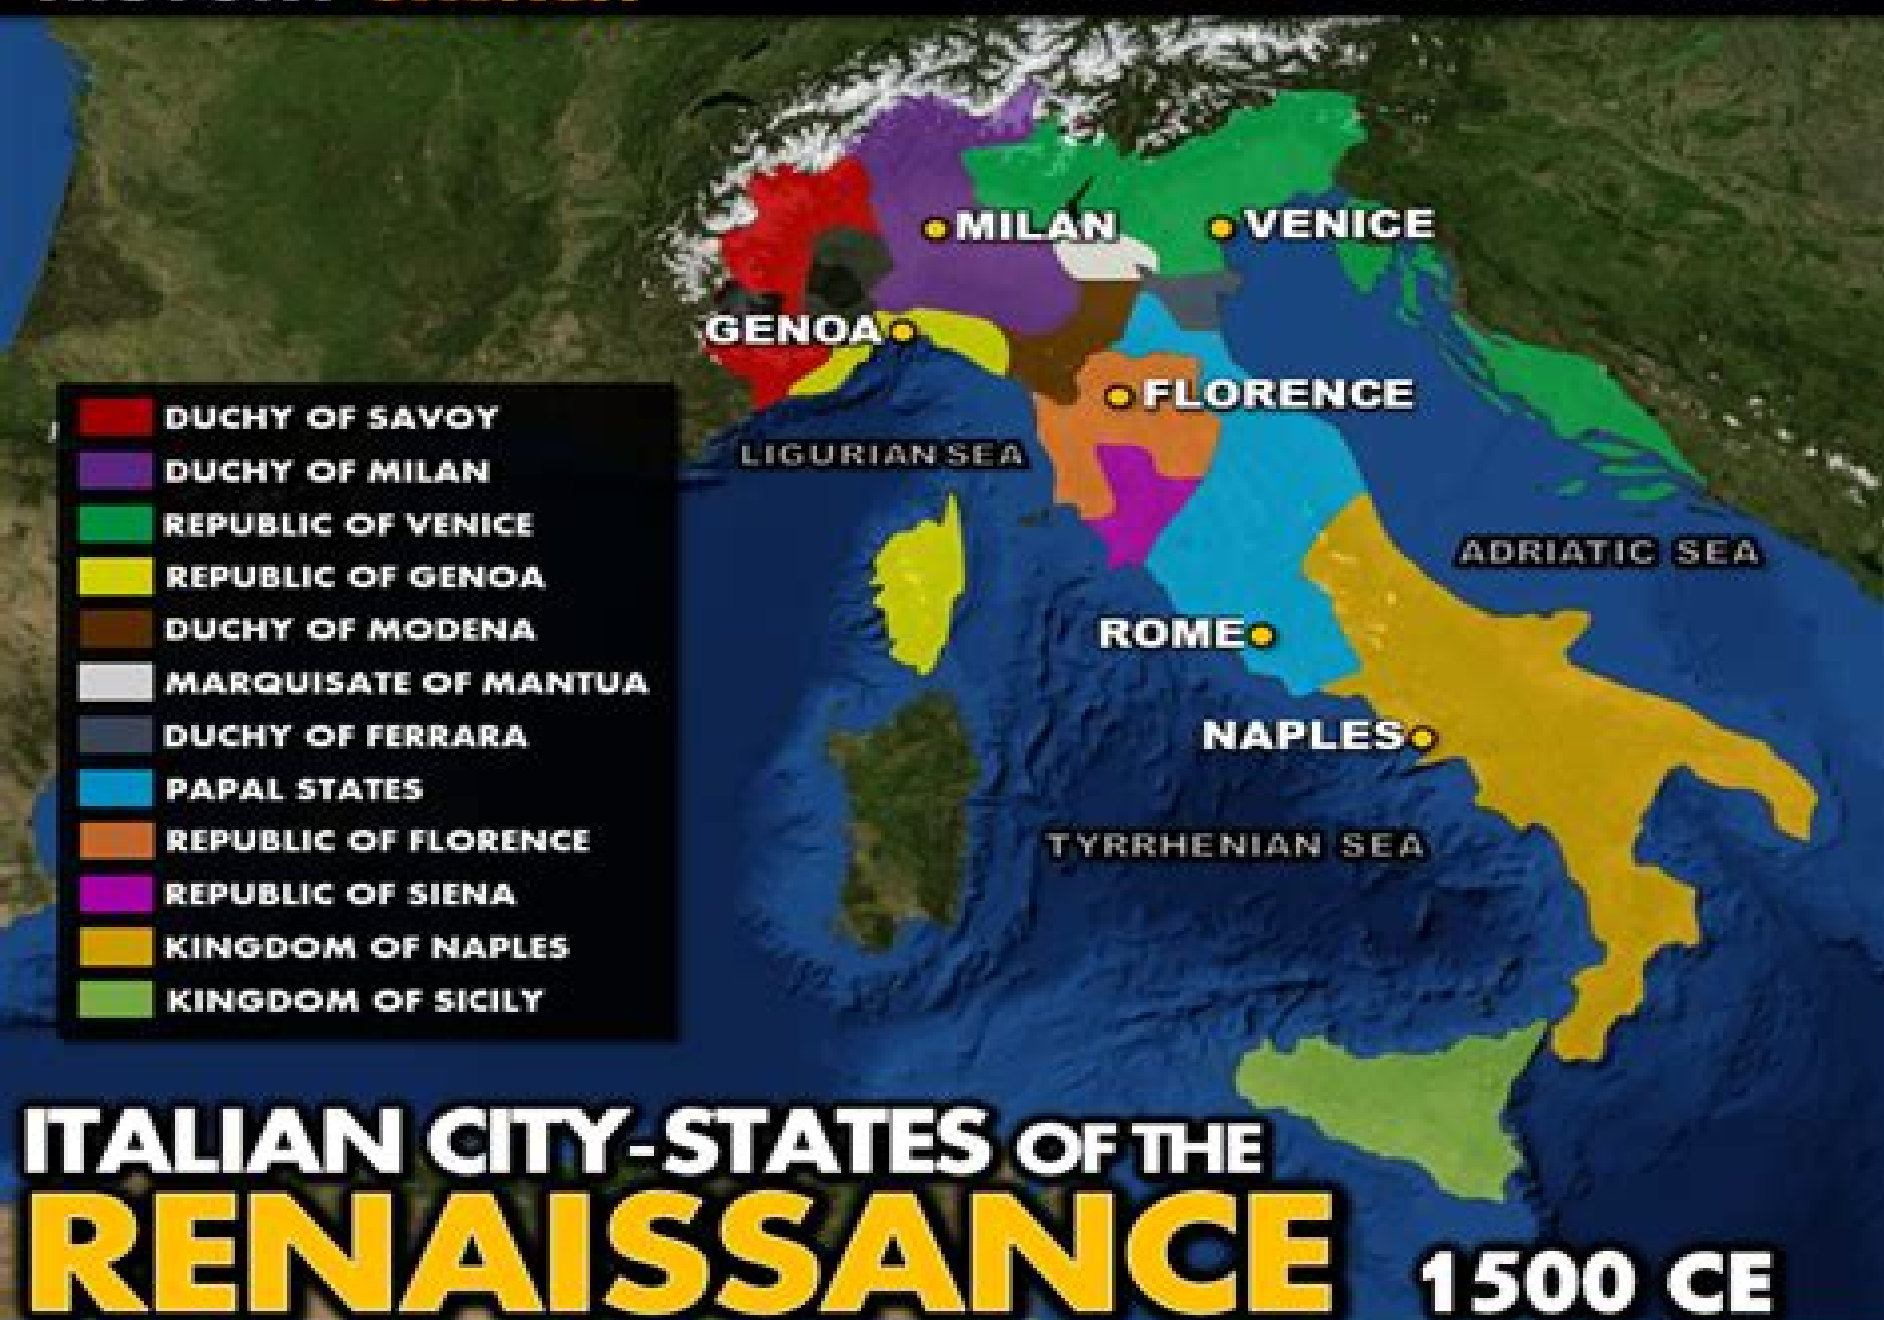 MILAN
VENICE
GENOA
FLORENCE
DUCHY OF SAVOY
LIGURIAN SEA
DUCHY OF MILAN
REPUBLIC OF VENICE
ADRIATIC SEA
REPUBLIC OF GENOA
DUCHY OF MODENA
ROME
MARQUISATE OF MANTUA
DUCHY OF FERRARA
NAPLES
PAPAL STATES
REPUBLIC OF FLORENCE
TYRRHENIAN SEA
REPUBLIC OF SIENA
KINGDOM OF NAPLES
KINGDOM OF SICILY
ITALIAN CITY-STATES OF THE
RENAISSANCE
1500 CE